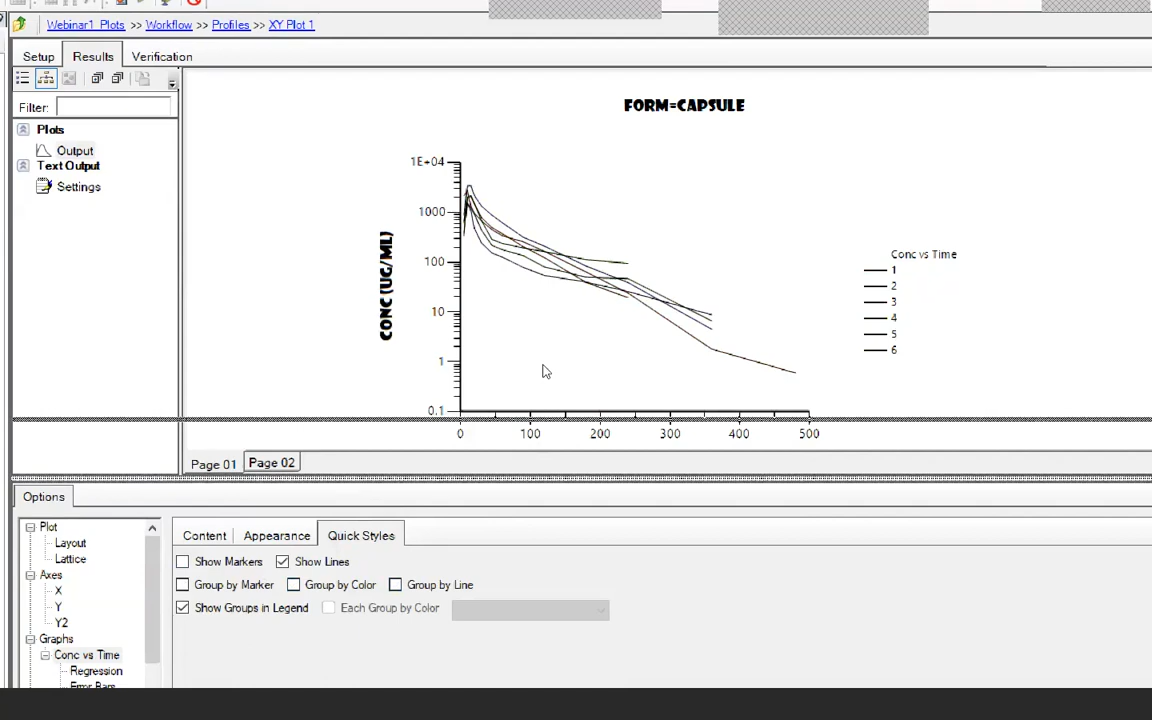 Webinar1_Plots >> Workflow >> Profiles >> XY Plot 1
Setup Results Verification
Filter:
Plots
Output
Text Output
Settings
FORM=CAPSULE
CONC (UG/ML)
1E+04
1000
100
10
1
0.1
0 100 200 300 400 500
Conc vs Time
1
2
3
4
5
6
Page 01 Page 02
Options
Plot
Layout
Lattice
Axes
X
Y
Y2
Graphs
Conc vs Time
Regression
Error Bars
Content Appearance Quick Styles
Show Markers Show Lines
Group by Marker Group by Color Group by Line
Show Groups in Legend Each Group by Color